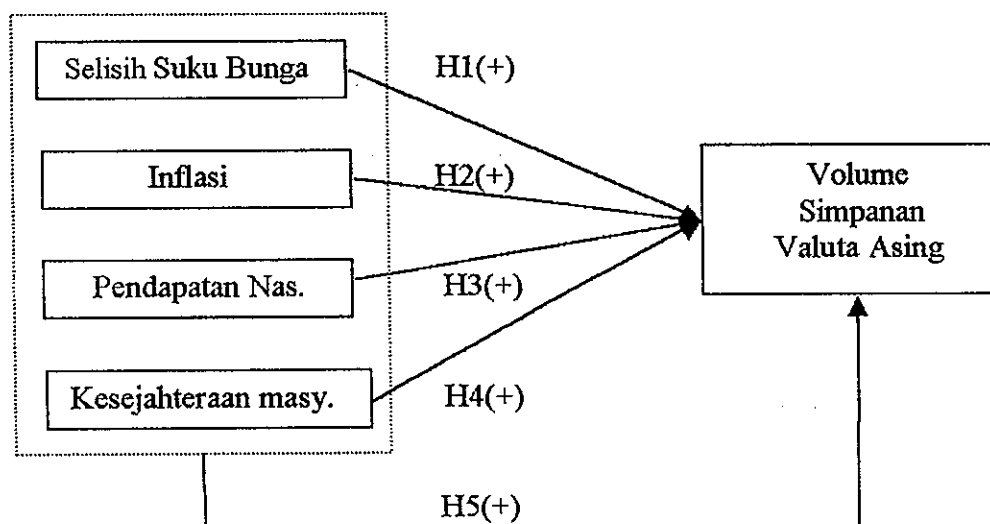 Selisih Suku Bunga
H1(+)
Inflasi
H2(+)
Volume
Simpanan
Valuta Asing
Pendapatan Nas.
H3(+)
Kesejahteraan masy.
H4(+)
H5(+)